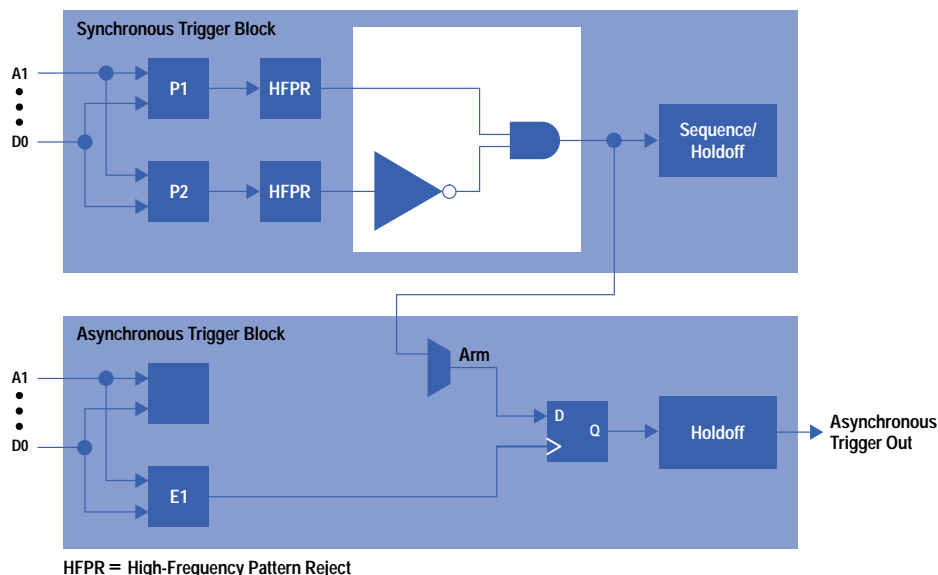 Synchronous Trigger Block
A1
P1
HFPR
D0
P2
HFPR
Sequence/
Holdoff
Asynchronous Trigger Block
Arm
A1
D0
E1
D
Q
Holdoff
Asynchronous
Trigger Out
HFPR = High-Frequency Pattern Reject